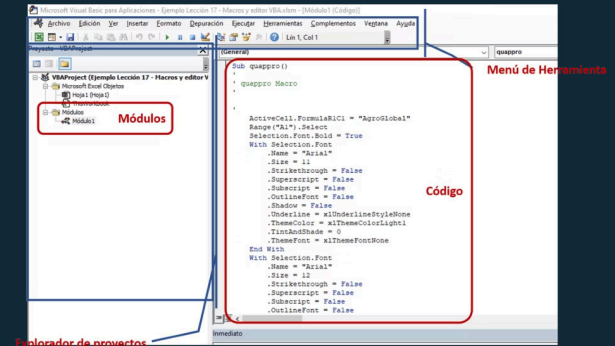 Microsoft Visual Basic para Aplicaciones - Ejemplo Lección 17 - Macros y editor VBA.xlsm - [Módulo1 (Código)]
Archivo Edición Ver Insertar Formato Depuración Ejecutar Herramientas Complementos Ventana Ayuda
Lín 1, Col 1
Proyecto - VBAProject
(General)
quappro
Menú de Herramienta
VBAProject (Ejemplo Lección 17 - Macros y editor V
Microsoft Excel Objetos
Hoja1 (Hoja1)
ThisWorkbook
Módulos
Módulo1
Módulos
Sub quappro()
'
' quappro Macro
'
'
ActiveCell.FormulaR1C1 = "AgroGlobal"
Range("A1").Select
Selection.Font.Bold = True
With Selection.Font
.Name = "Arial"
.Size = 11
.Strikethrough = False
.Superscript = False
.Subscript = False
.OutlineFont = False
.Shadow = False
.Underline = xlUnderlineStyleNone
.ThemeColor = xlThemeColorLight1
.TintAndShade = 0
.ThemeFont = xlThemeFontNone
End With
With Selection.Font
.Name = "Arial"
.Size = 12
.Strikethrough = False
.Superscript = False
.Subscript = False
.OutlineFont = False
Código
Inmediato
Explorador de proyectos